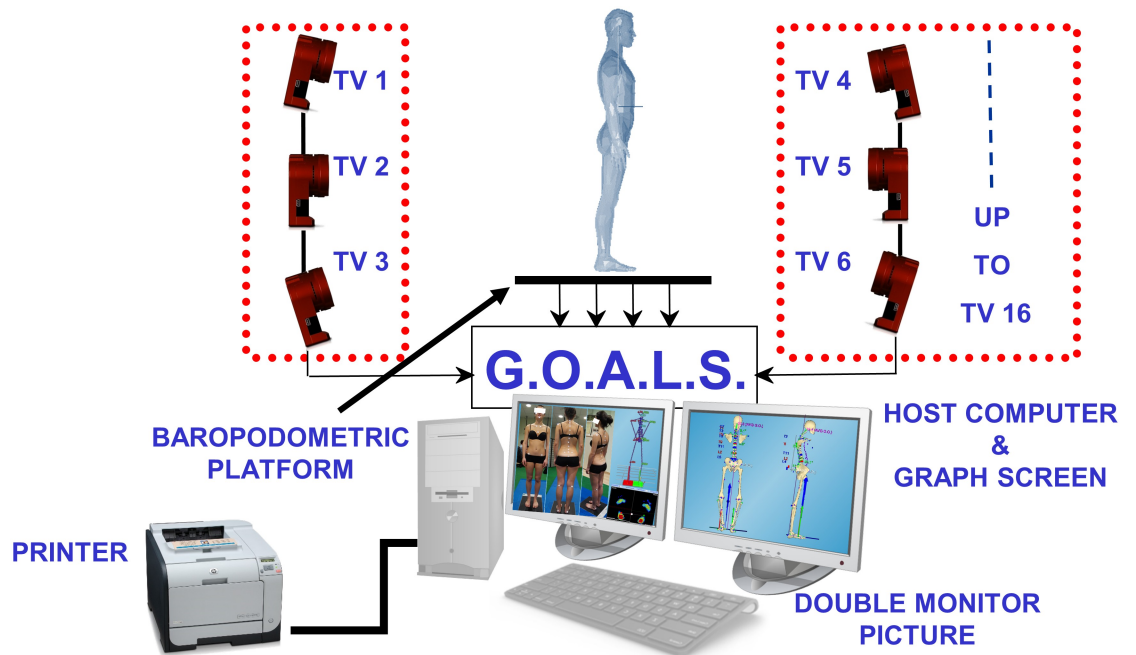 TV 1
TV 2
TV 3
TV 4
TV 5
TV 6
UP
TO
TV 16
G.O.A.L.S.
BAROPODOMETRIC
PLATFORM
HOST COMPUTER
&
GRAPH SCREEN
PRINTER
DOUBLE MONITOR
PICTURE